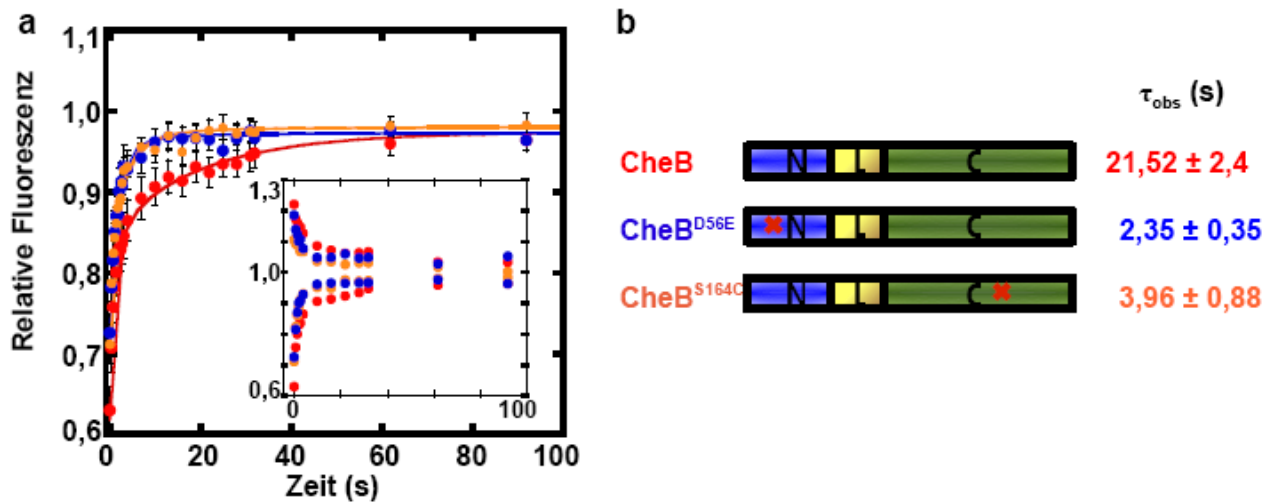 a
1,1
1,0
0,9
0,8
0,7
0,6
Relative Fluoreszenz
0
20
40
60
80
100
Zeit (s)
1,3
1,0
0,6
0
100
b
τobs (s)
CheB N L C 21,52 ± 2,4
CheBD56E N L C 2,35 ± 0,35
CheBS164C N L C 3,96 ± 0,88